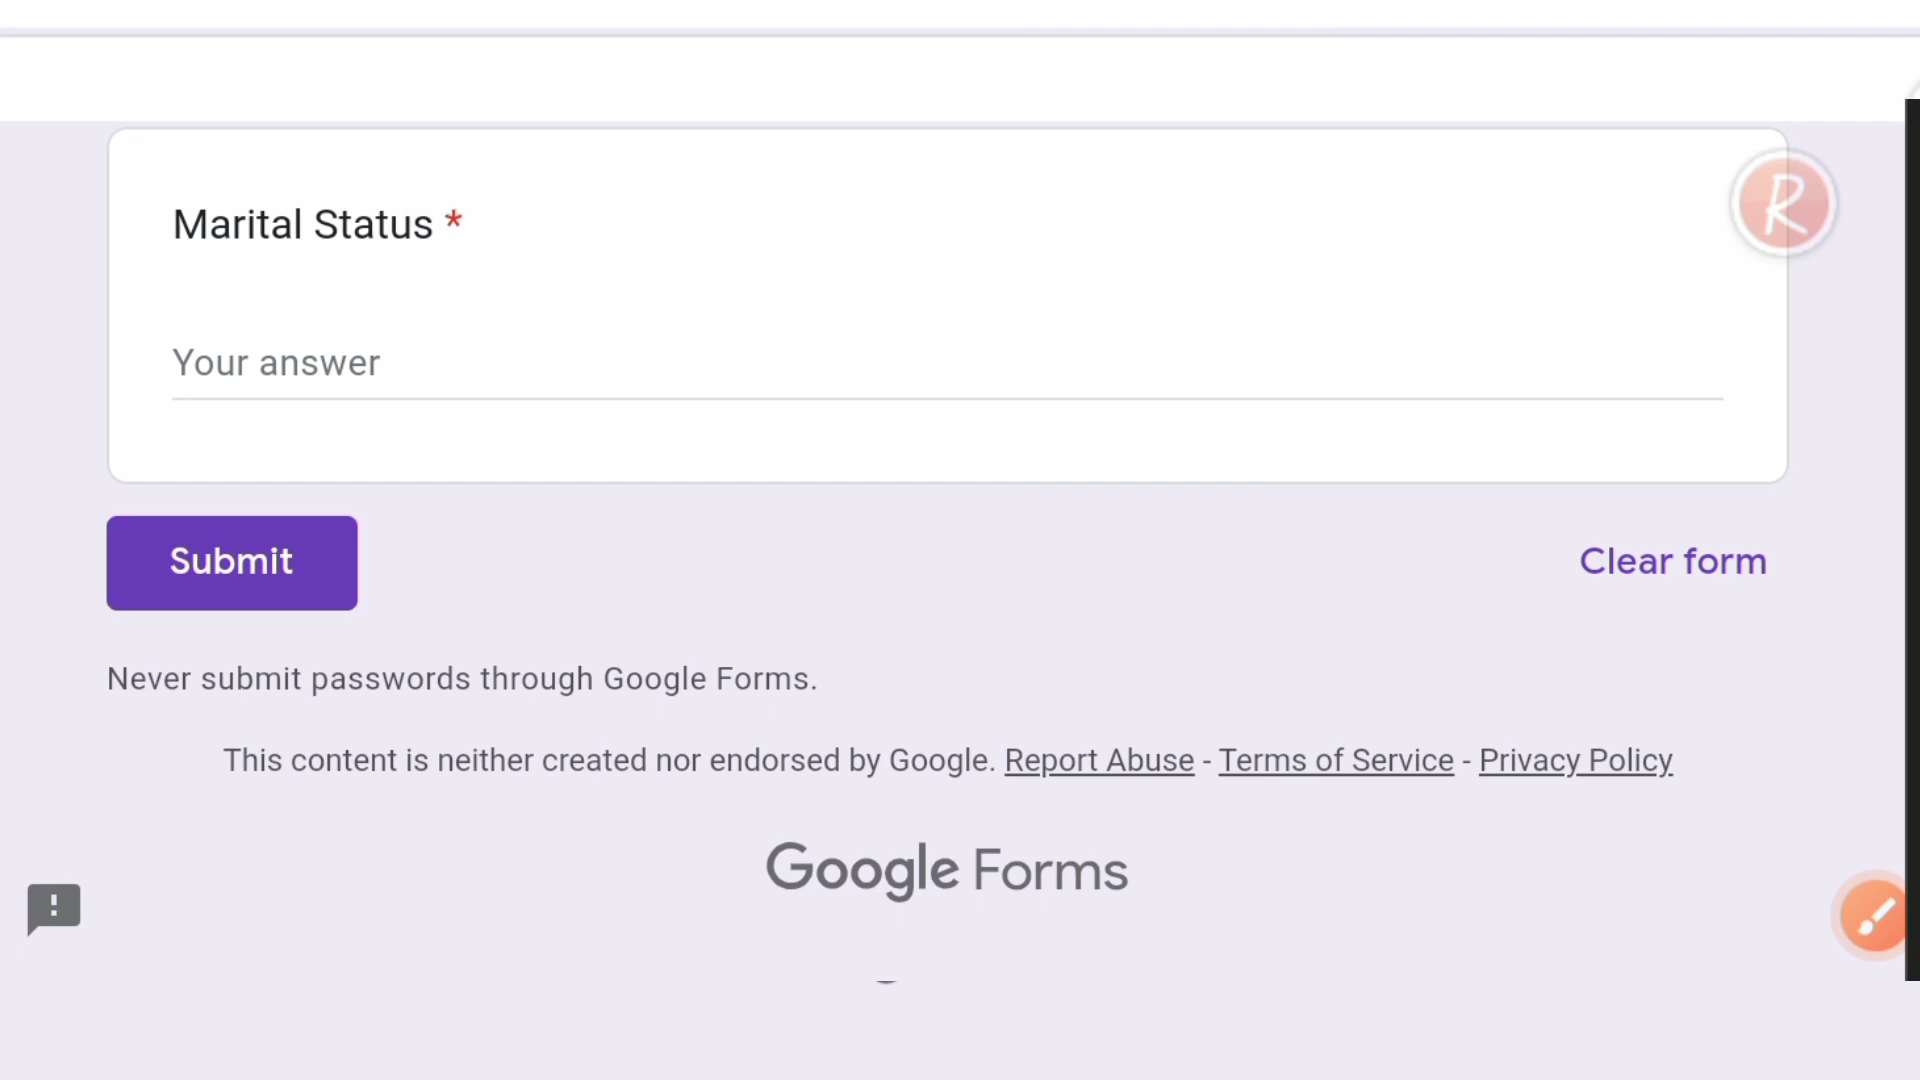 Marital Status *
R
Your answer
Submit
Clear form
Never submit passwords through Google Forms.
This content is neither created nor endorsed by Google. Report Abuse - Terms of Service - Privacy Policy
Google Forms